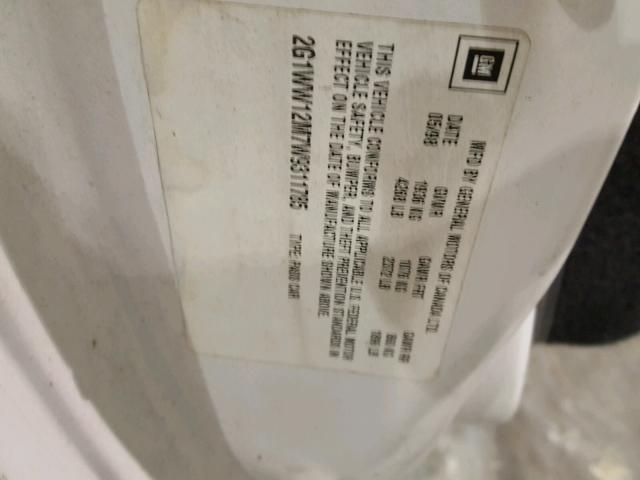 GM
MFD BY GENERAL MOTORS OF CANADA LTD.
DATE GVWR GAWR FRT GAWR RR
05/98 1936 KG 1076 KG 860 KG
4268 LB 2372 LB 1896 LB
THIS VEHICLE CONFORMS TO ALL APPLICABLE U.S. FEDERAL MOTOR
VEHICLE SAFETY, BUMPER, AND THEFT PREVENTION STANDARDS IN
EFFECT ON THE DATE OF MANUFACTURE SHOWN ABOVE.
2G1WW12M7W9311785 TYPE: PASS CAR